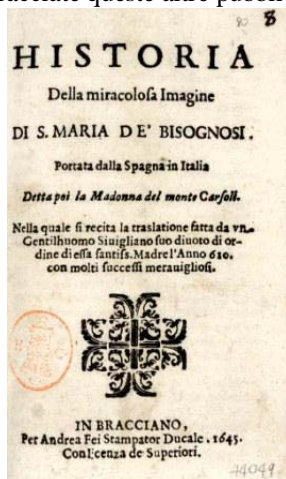 80 8
HISTORIA
Della miracoloſa Imagine
DI S. MARIA DE' BISOGNOSI.
Portata dalla Spagna in Italia
Detta poi la Madonna del monte Carſoli.
Nella quale ſi recita la traslatione fatta da vn
Gentilhuomo Siuigliano ſuo diuoto di or-
dine di eſſa ſantiſs. Madre l'Anno 610.
con molti ſucceſſi merauiglioſi.
IN BRACCIANO,
Per Andrea Fei Stampator Ducale. 1645.
Con licenza de Superiori.
74049